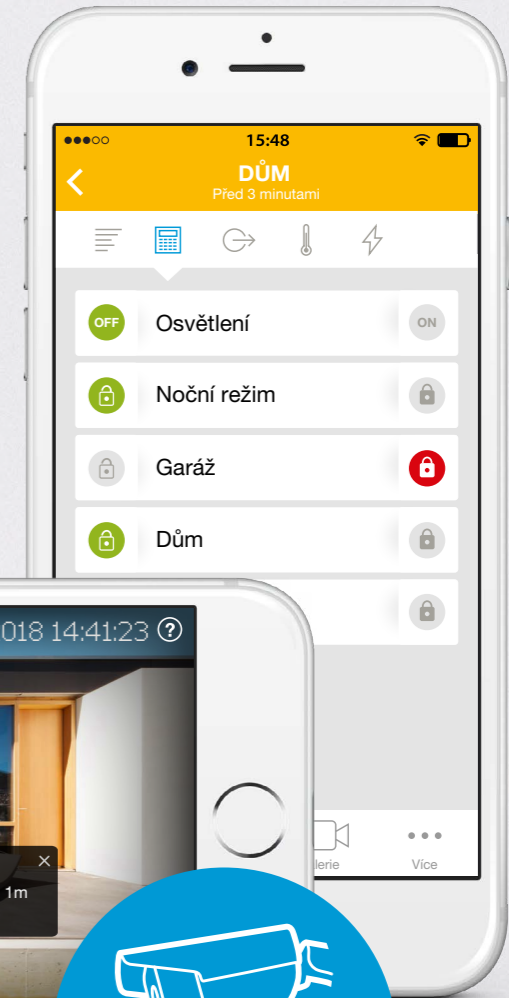 15:48
DŮM
Před 3 minutami
OFF Osvětlení ON
Noční režim
Garáž
Dům
018 14:41:23 ?
1m
lerie Více